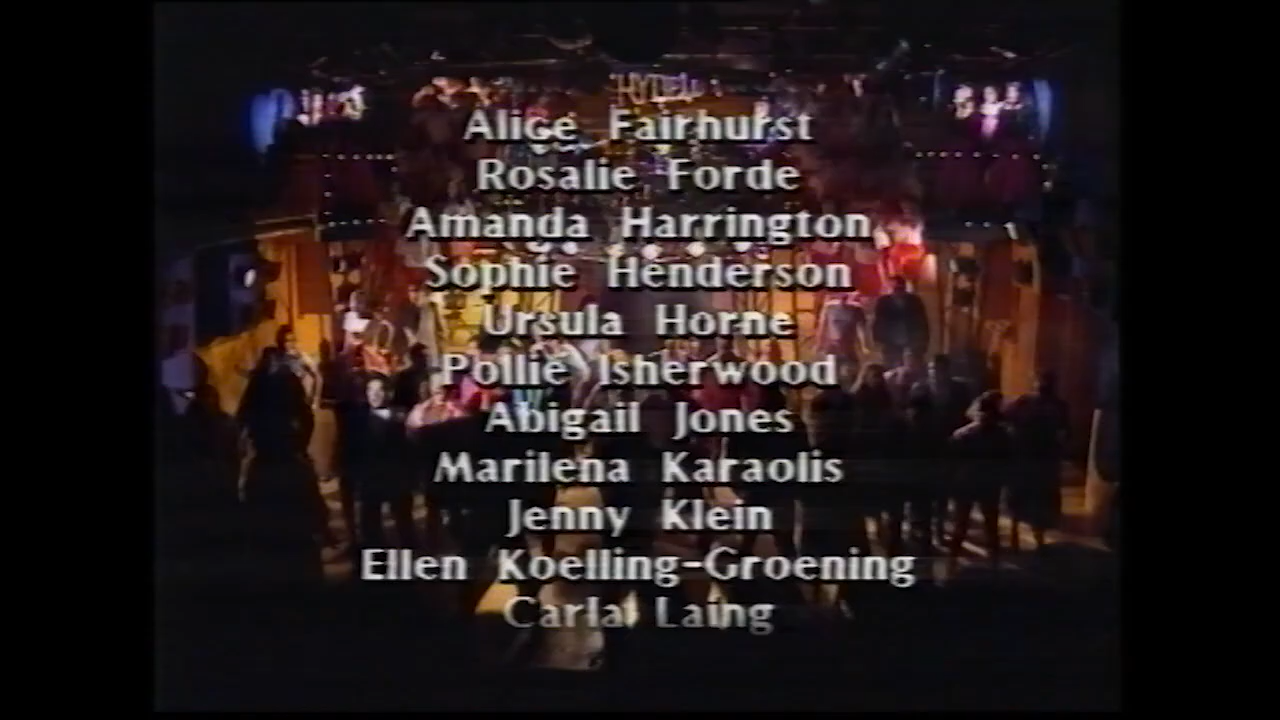 Alice Fairhurst
Rosalie Forde
Amanda Harrington
Sophie Henderson
Ursula Horne
Pollie Isherwood
Abigail Jones
Marilena Karaolis
Jenny Klein
Ellen Koelling-Groening
Carla Laing